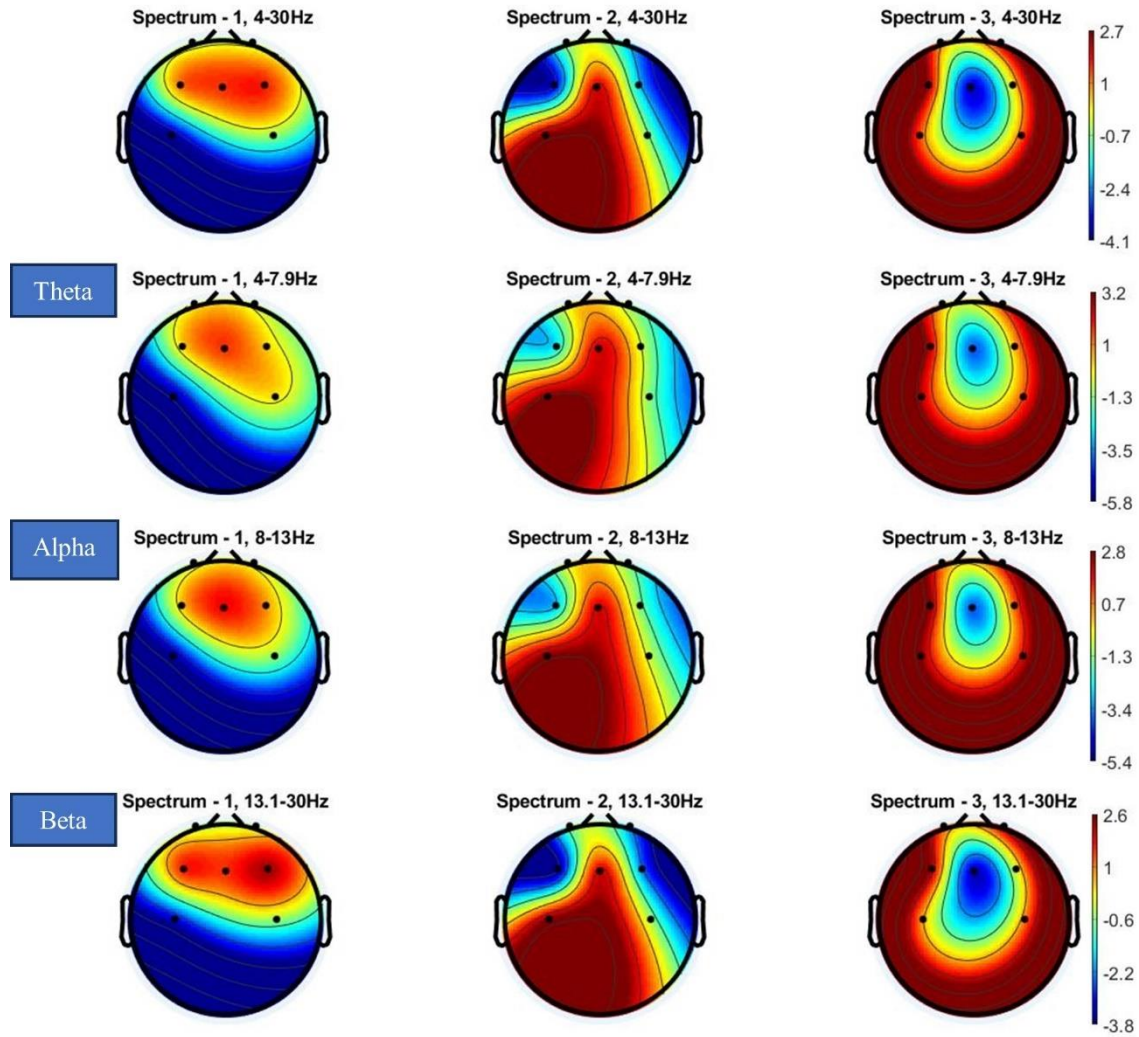 Spectrum - 1, 4-30Hz
Spectrum - 2, 4-30Hz
Spectrum - 3, 4-30Hz
2.7
1
-0.7
-2.4
-4.1
Theta
Spectrum - 1, 4-7.9Hz
Spectrum - 2, 4-7.9Hz
Spectrum - 3, 4-7.9Hz
3.2
1
-1.3
-3.5
-5.8
Alpha
Spectrum - 1, 8-13Hz
Spectrum - 2, 8-13Hz
Spectrum - 3, 8-13Hz
2.8
0.7
-1.3
-3.4
-5.4
Beta
Spectrum - 1, 13.1-30Hz
Spectrum - 2, 13.1-30Hz
Spectrum - 3, 13.1-30Hz
2.6
1
-0.6
-2.2
-3.8